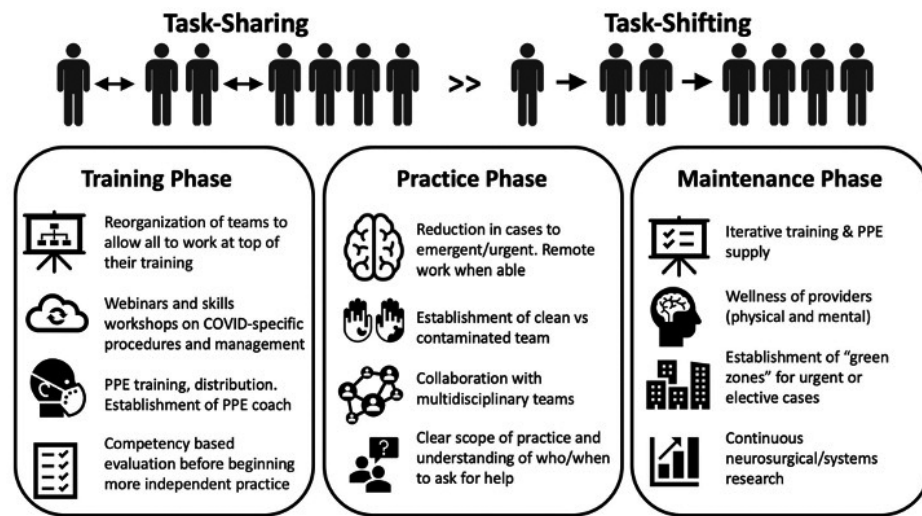 Task-Sharing
Task-Shifting
>>
Training Phase
Reorganization of teams to
allow all to work at top of
their training
Webinars and skills
workshops on COVID-specific
procedures and management
PPE training, distribution.
Establishment of PPE coach
Competency based
evaluation before beginning
more independent practice
Practice Phase
Reduction in cases to
emergent/urgent. Remote
work when able
Establishment of clean vs
contaminated team
Collaboration with
multidisciplinary teams
?
Clear scope of practice and
understanding of who/when
to ask for help
Maintenance Phase
Iterative training & PPE
supply
Wellness of providers
(physical and mental)
Establishment of “green
zones” for urgent or
elective cases
Continuous
neurosurgical/systems
research